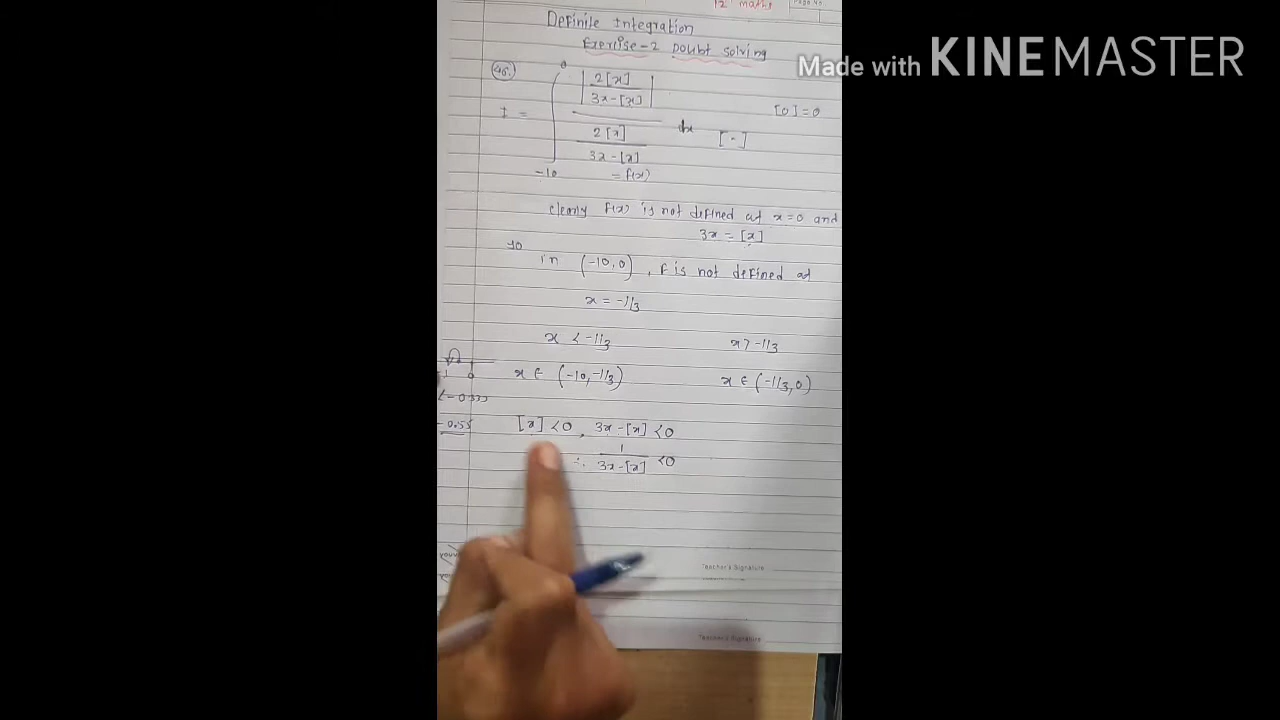 12th maths
Made with KINEMASTER
Definite Integration
Exercise-2 Doubt solving
46.
0
|2[x]
3x-[x]|
[0]=0
I = ∫
dx [-]
2[x]
3x-[x]
-10 = f(x)
clearly f(x) is not defined at x=0 and
3x = [x]
in (-10,0), f is not defined at
x = -1/3
x < -1/3 x > -1/3
x ∈ (-10,-1/3) x ∈ (-1/3,0)
-0.55 [x] <0, 3x-[x] <0
∴ 1
3x-[x] <0
Teacher's Signature
Teacher's Signature